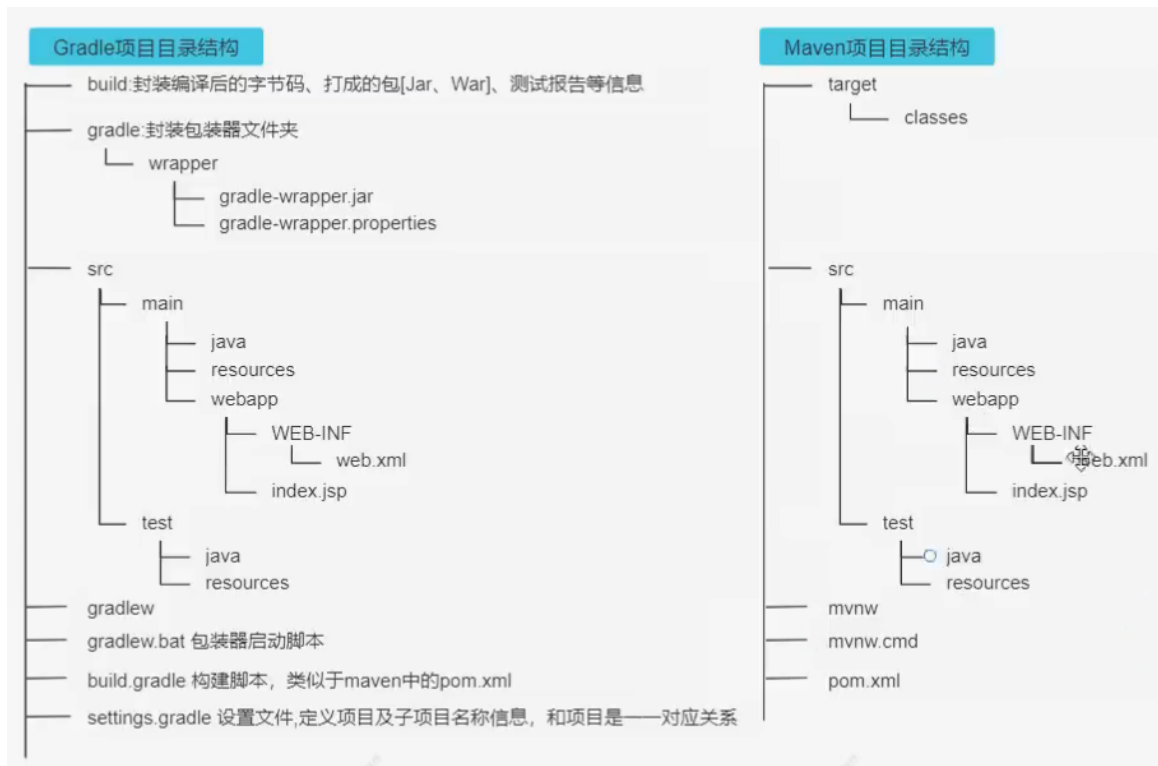 Gradle项目目录结构
build:封装编译后的字节码、打成的包[Jar、War]、测试报告等信息
gradle:封装包装器文件夹
wrapper
gradle-wrapper.jar
gradle-wrapper.properties
src
main
java
resources
webapp
WEB-INF
web.xml
index.jsp
test
java
resources
gradlew
gradlew.bat 包装器启动脚本
build.gradle 构建脚本，类似于maven中的pom.xml
settings.gradle 设置文件,定义项目及子项目名称信息，和项目是一一对应关系
Maven项目目录结构
target
classes
src
main
java
resources
webapp
WEB-INF
web.xml
index.jsp
test
java
resources
mvnw
mvnw.cmd
pom.xml